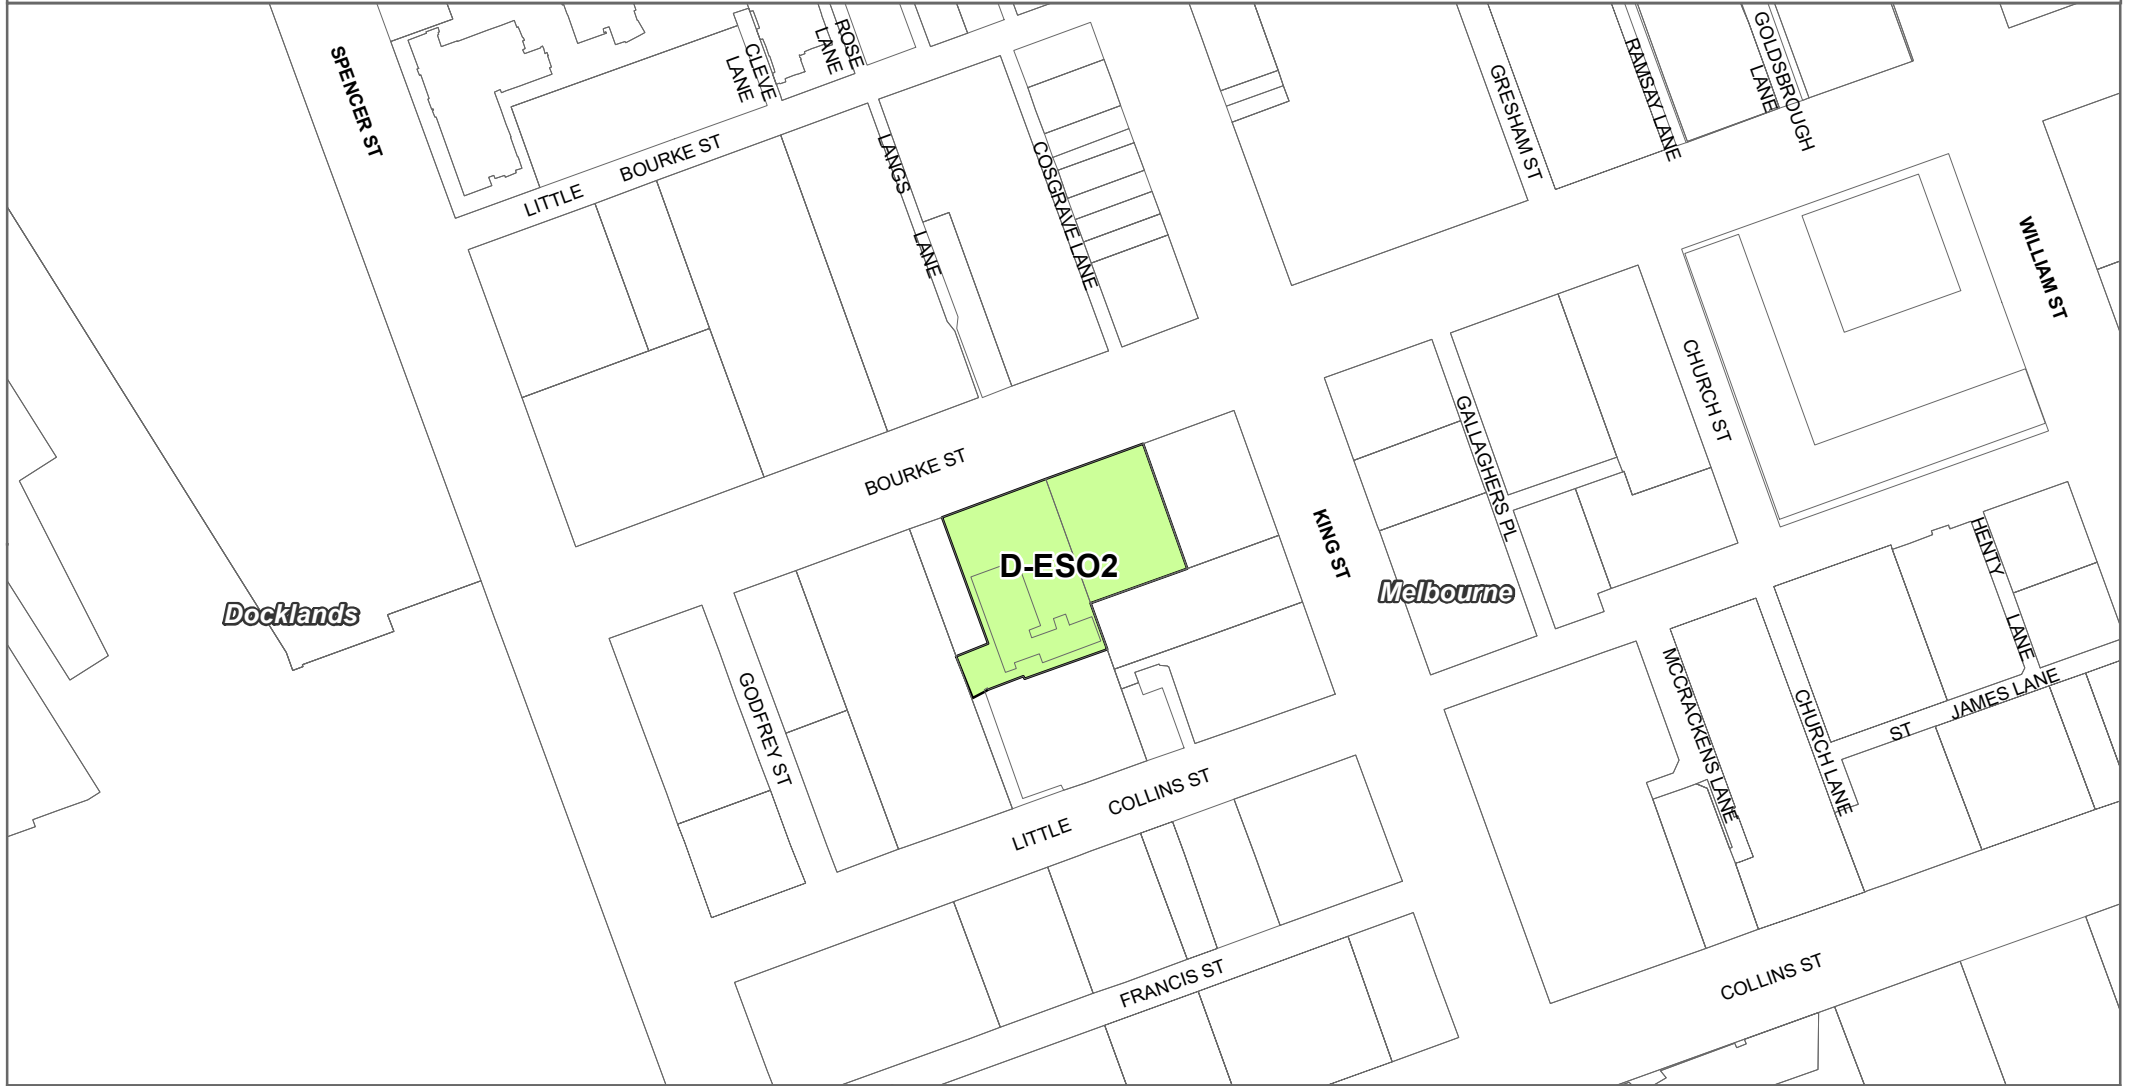 SPENCER ST
CLEVE
LANE
ROSE
LANE
GRESHAM ST
RAMSAY LANE
GOLDSBROUGH
LANE
LITTLE BOURKE ST
LANGS LANE
COSGRAVE LANE
WILLIAM ST
CHURCH ST
GALLAGHERS PL
BOURKE ST
KING ST
D-ESO2
Melbourne
Docklands
HENTY LANE
GODFREY ST
MCCRACKENS LANE
CHURCH LANE
ST JAMES LANE
LITTLE COLLINS ST
FRANCIS ST
COLLINS ST